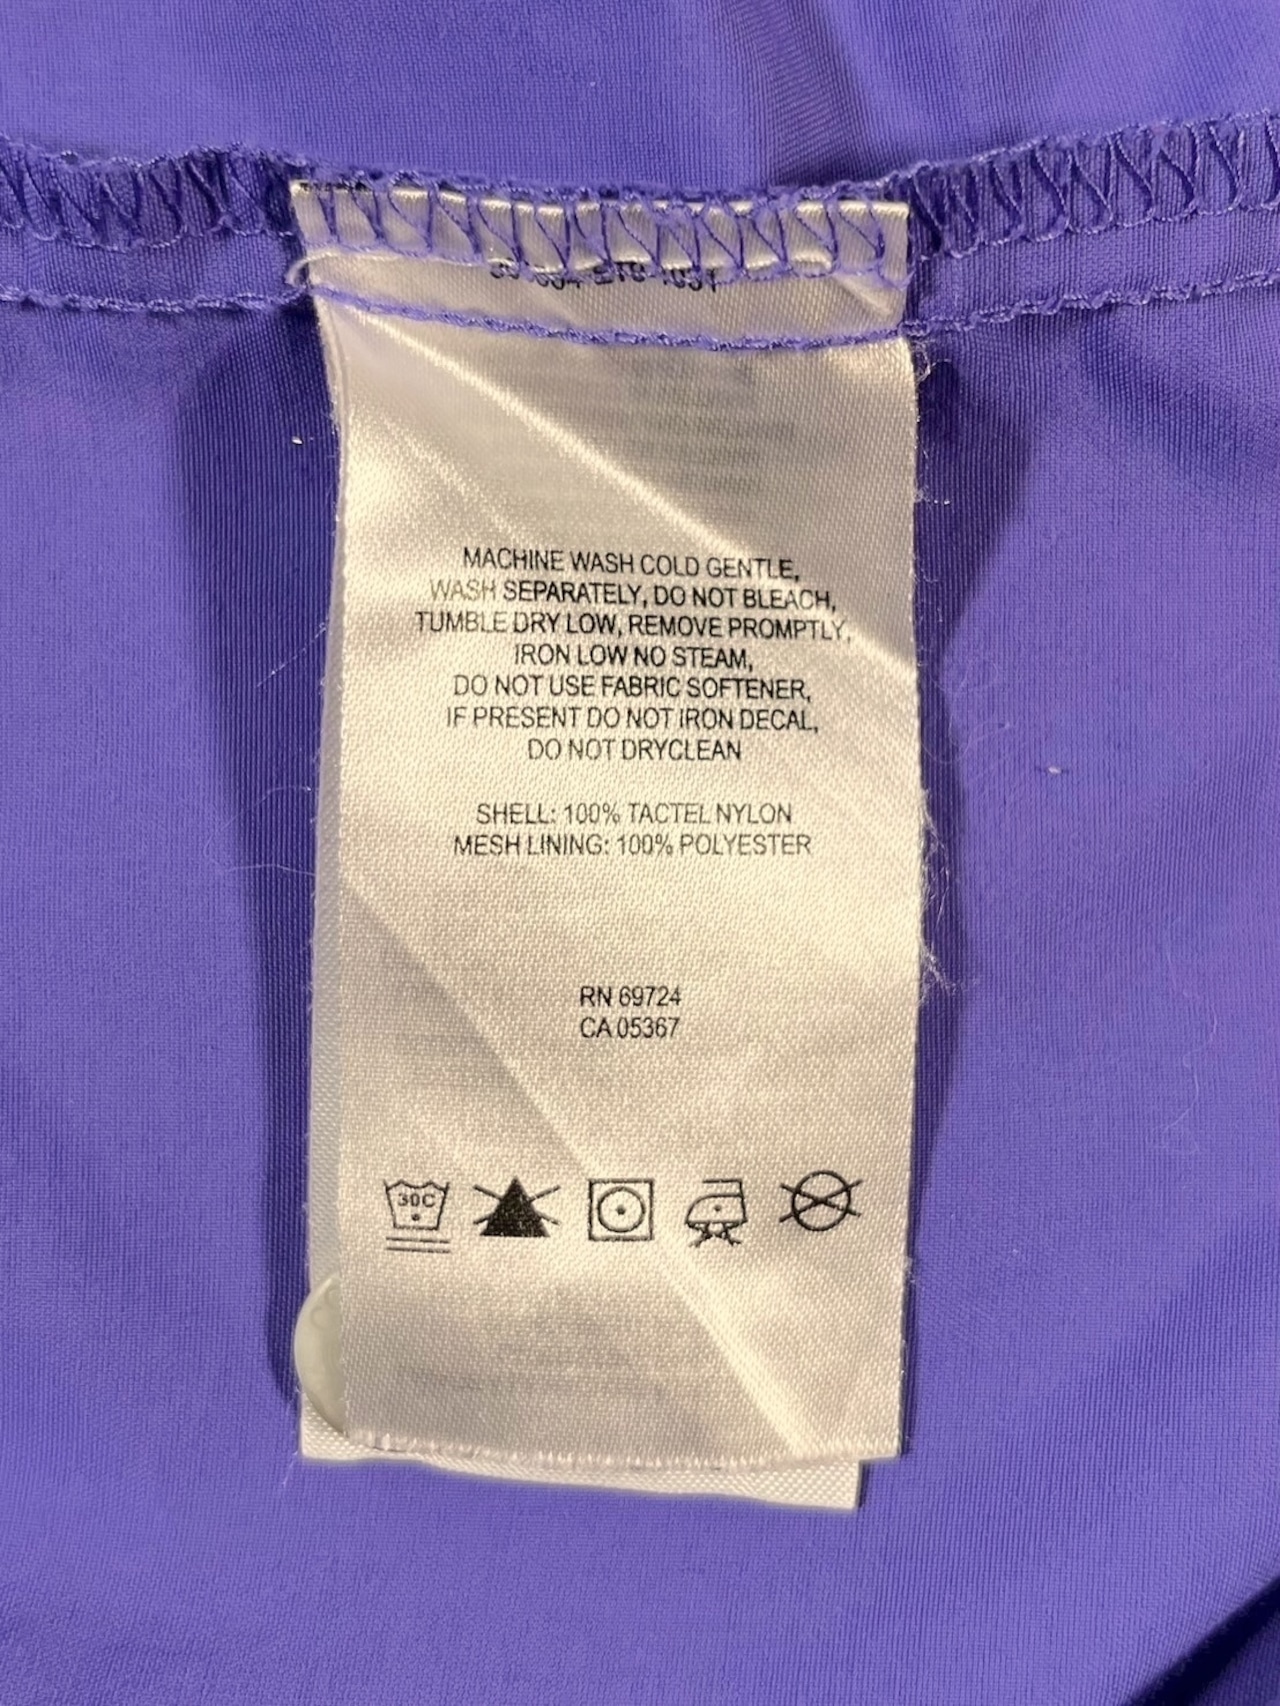 MACHINE WASH COLD GENTLE,
WASH SEPARATELY, DO NOT BLEACH,
TUMBLE DRY LOW, REMOVE PROMPTLY,
IRON LOW NO STEAM,
DO NOT USE FABRIC SOFTENER,
IF PRESENT DO NOT IRON DECAL,
DO NOT DRYCLEAN
SHELL: 100% TACTEL NYLON
MESH LINING: 100% POLYESTER
RN 69724
CA 05367
30C